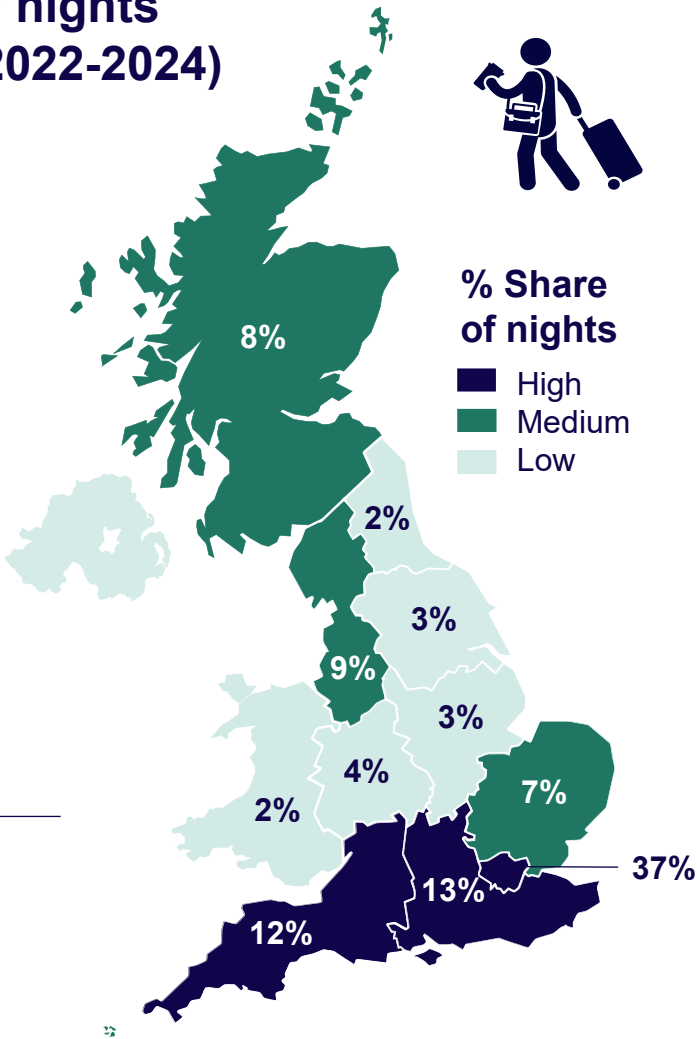 nights
2022-2024)
% Share
of nights
High
Medium
Low
8%
2%
3%
9%
3%
4%
7%
2%
37%
13%
12%